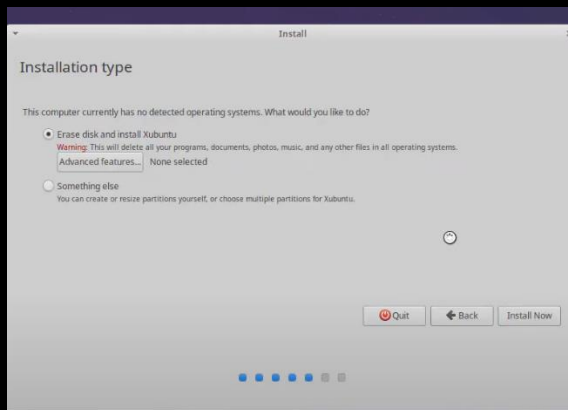 Install
Installation type
This computer currently has no detected operating systems. What would you like to do?
Erase disk and install Xubuntu
Warning: This will delete all your programs, documents, photos, music, and any other files in all operating systems.
Advanced features... None selected
Something else
You can create or resize partitions yourself, or choose multiple partitions for Xubuntu.
Quit Back Install Now